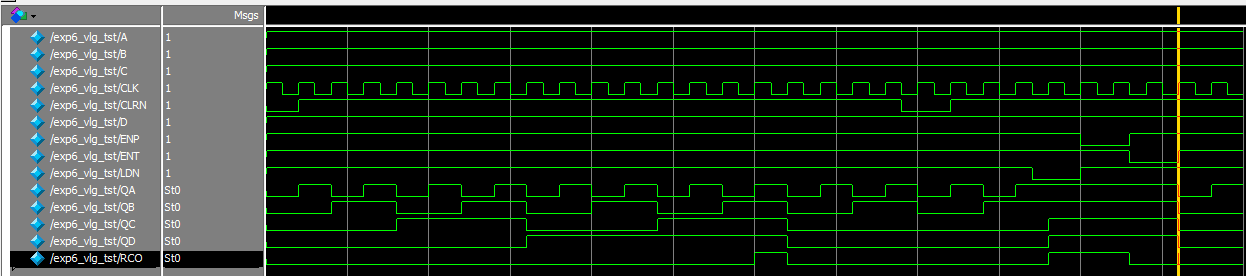 Msgs
/exp6_vlg_tst/A 1
/exp6_vlg_tst/B 1
/exp6_vlg_tst/C 1
/exp6_vlg_tst/CLK 1
/exp6_vlg_tst/CLRN 1
/exp6_vlg_tst/D 1
/exp6_vlg_tst/ENP 1
/exp6_vlg_tst/ENT 1
/exp6_vlg_tst/LDN 1
/exp6_vlg_tst/QA St0
/exp6_vlg_tst/QB St0
/exp6_vlg_tst/QC St0
/exp6_vlg_tst/QD St0
/exp6_vlg_tst/RCO St0